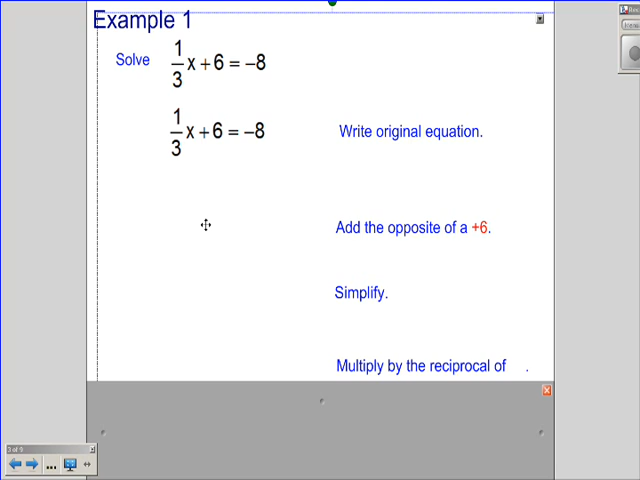 Example 1
Solve 1/3 x + 6 = −8
1/3 x + 6 = −8 Write original equation.
Add the opposite of a +6.
Simplify.
Multiply by the reciprocal of .